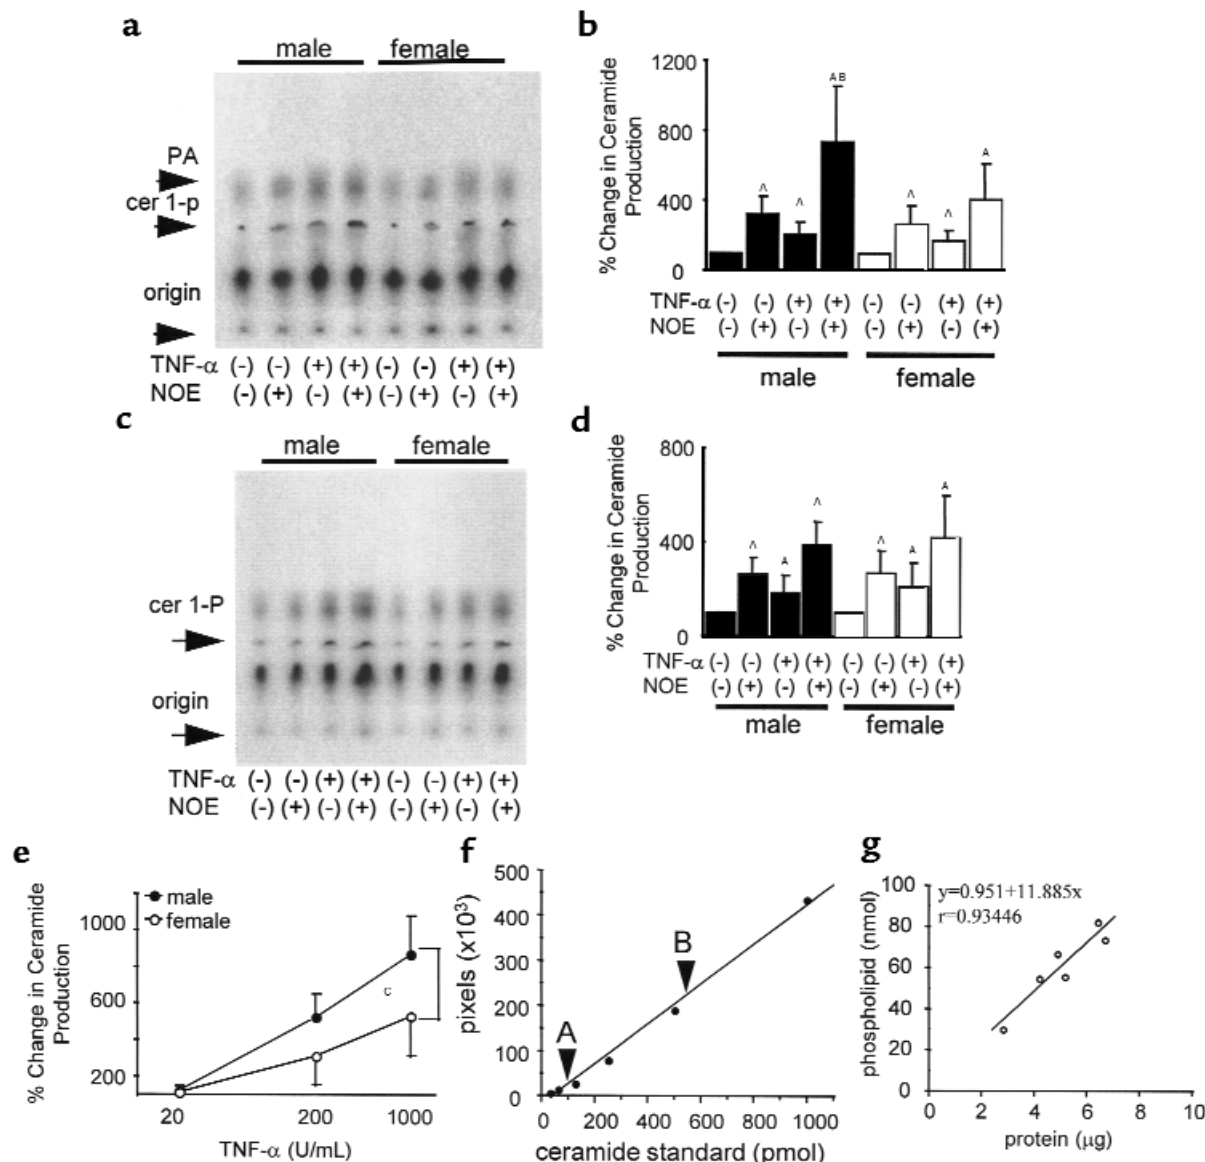 a
male female
PA
cer 1-p
origin
TNF-α (-) (-) (+) (+) (-) (-) (+) (+)
NOE (-) (+) (-) (+) (-) (+) (-) (+)
b
% Change in Ceramide
Production
1200
800
400
0
A A AB A A A
TNF-α (-) (-) (+) (+) (-) (-) (+) (+)
NOE (-) (+) (-) (+) (-) (+) (-) (+)
male female
c
male female
cer 1-P
origin
TNF-α (-) (-) (+) (+) (-) (-) (+) (+)
NOE (-) (+) (-) (+) (-) (+) (-) (+)
d
% Change in Ceramide
Production
800
400
0
A A A A A A
TNF-α (-) (-) (+) (+) (-) (-) (+) (+)
NOE (-) (+) (-) (+) (-) (+) (-) (+)
male female
e
% Change in Ceramide
Production
male
female
1000
600
200
C
20 200 1000
TNF-α (U/mL)
f
pixels (x10³)
500
400
300
200
100
0
A
B
0 200 400 600 800 1000
ceramide standard (pmol)
g
phospholipid (nmol)
y=0.951+11.885x
r=0.93446
100
80
60
40
20
0
0 2 4 6 8 10
protein (µg)